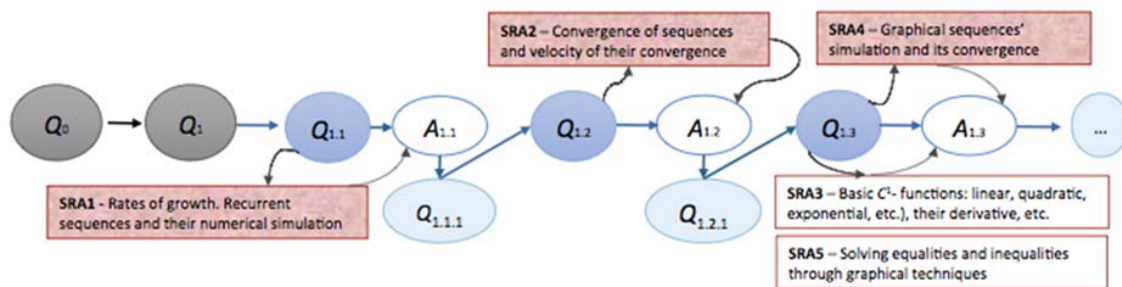 SRA2 – Convergence of sequences
and velocity of their convergence
SRA4 – Graphical sequences'
simulation and its convergence
Q0
Q1
Q1.1
A1.1
Q1.2
A1.2
Q1.3
A1.3
...
SRA1 - Rates of growth. Recurrent
sequences and their numerical simulation
Q1.1.1
Q1.2.1
SRA3 – Basic C¹- functions: linear, quadratic,
exponential, etc.), their derivative, etc.
SRA5 – Solving equalities and inequalities
through graphical techniques